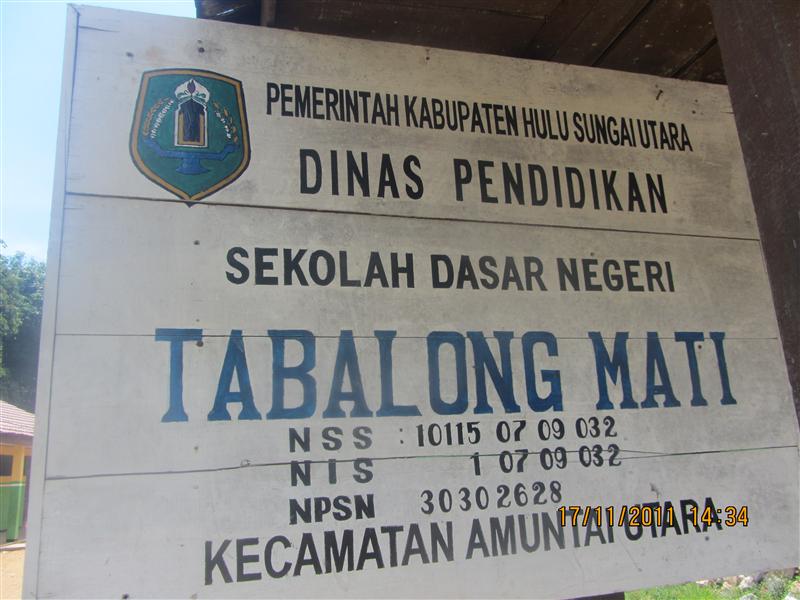 PEMERINTAH KABUPATEN HULU SUNGAI UTARA
DINAS PENDIDIKAN
SEKOLAH DASAR NEGERI
TABALONG MATI
NSS : 10115 07 09 032
NIS 1 07 09 032
NPSN 30302628
KECAMATAN AMUNTAI UTARA
17/11/2011 14:34